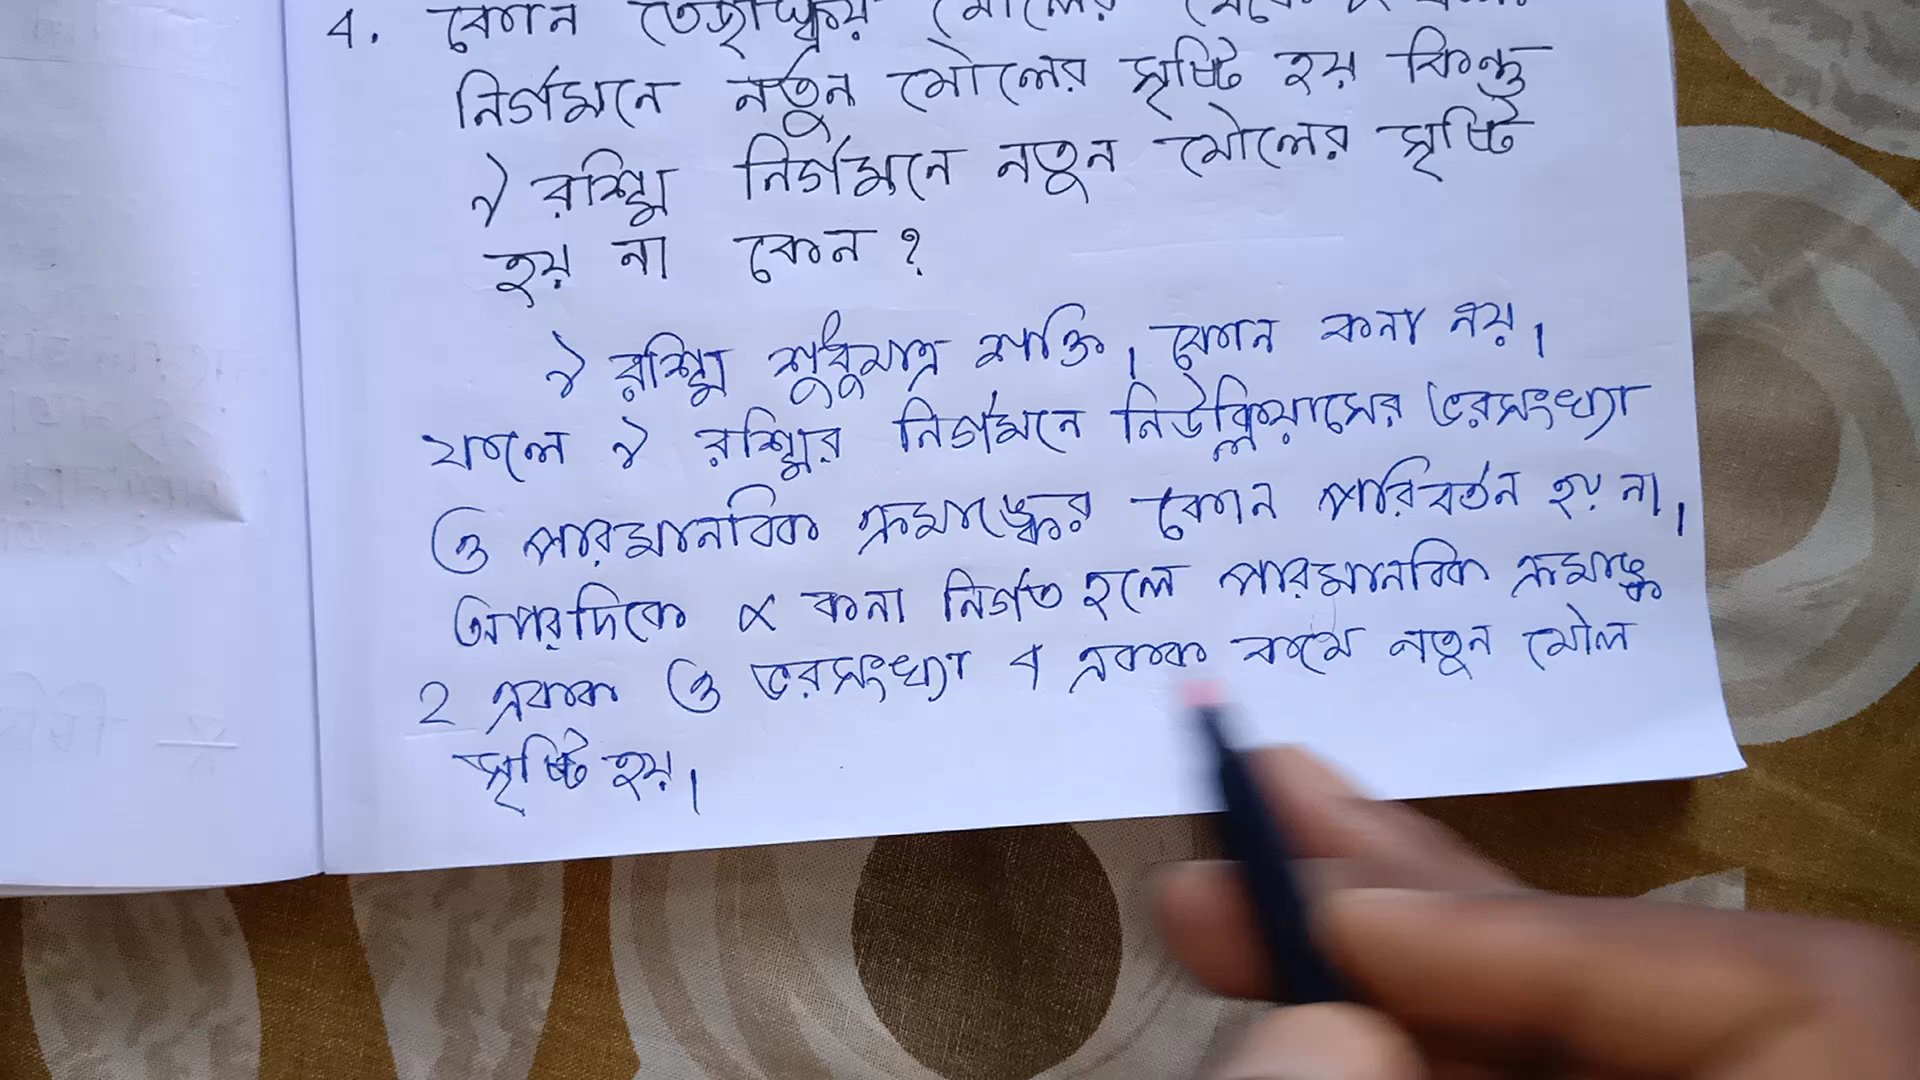 4. কোন তেজস্ক্রিয় মৌলের থেকে α কনা
নির্গমনে নতুন মৌলের সৃষ্টি হয় কিন্তু
γ রশ্মি নির্গমনে নতুন মৌলের সৃষ্টি
হয় না কেন ?
γ রশ্মি শুধুমাত্র শক্তি, কোন কনা নয়।
ফলে γ রশ্মির নির্গমনে নিউক্লিয়াসের ভরসংখ্যা
ও পারমানবিক ক্রমাঙ্কের কোন পরিবর্তন হয় না।
অপরদিকে α কনা নির্গত হলে পারমানবিক ক্রমাঙ্ক
2 একক ও ভরসংখ্যা 4 একক কমে নতুন মৌল
সৃষ্টি হয়।